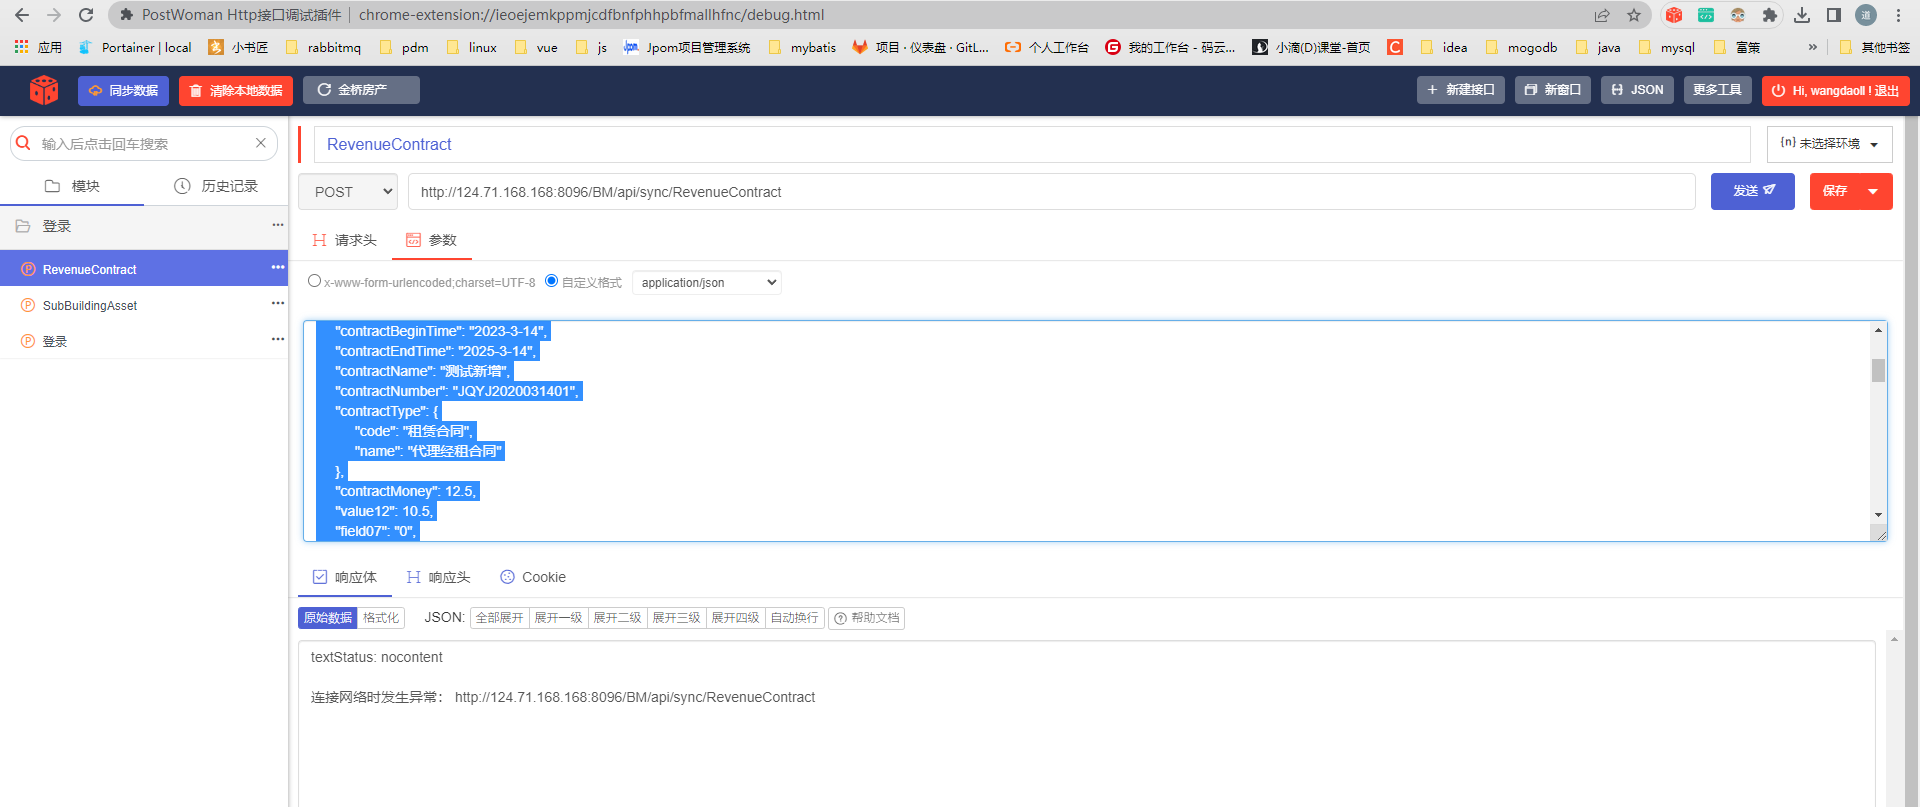 PostWoman Http接口调试插件 | chrome-extension://ieoejemkppmjcdfbnfphhpbfmallhfnc/debug.html
道
应用 Portainer | local 小书匠 rabbitmq pdm linux vue js Jpom项目管理系统 mybatis 项目 · 仪表盘 · GitL... 个人工作台 我的工作台 - 码云... 小滴(D)课堂-首页 idea mogodb java mysql 富策 » 其他书签
同步数据 清除本地数据 金桥房产 新建接口 新窗口 JSON 更多工具 Hi, wangdaoll ! 退出
输入后点击回车搜索
RevenueContract
{n} 未选择环境
模块 历史记录
POST http://124.71.168.168:8096/BM/api/sync/RevenueContract 发送 保存
登录
请求头 参数
RevenueContract
x-www-form-urlencoded;charset=UTF-8 自定义格式 application/json
SubBuildingAsset
登录
"contractBeginTime": "2023-3-14",
"contractEndTime": "2025-3-14",
"contractName": "测试新增",
"contractNumber": "JQYJ2020031401",
"contractType": {
"code": "租赁合同",
"name": "代理经租合同"
},
"contractMoney": 12.5,
"value12": 10.5,
"field07": "0",
响应体 响应头 Cookie
原始数据 格式化 JSON: 全部展开 展开一级 展开二级 展开三级 展开四级 自动换行 帮助文档
textStatus: nocontent
连接网络时发生异常： http://124.71.168.168:8096/BM/api/sync/RevenueContract